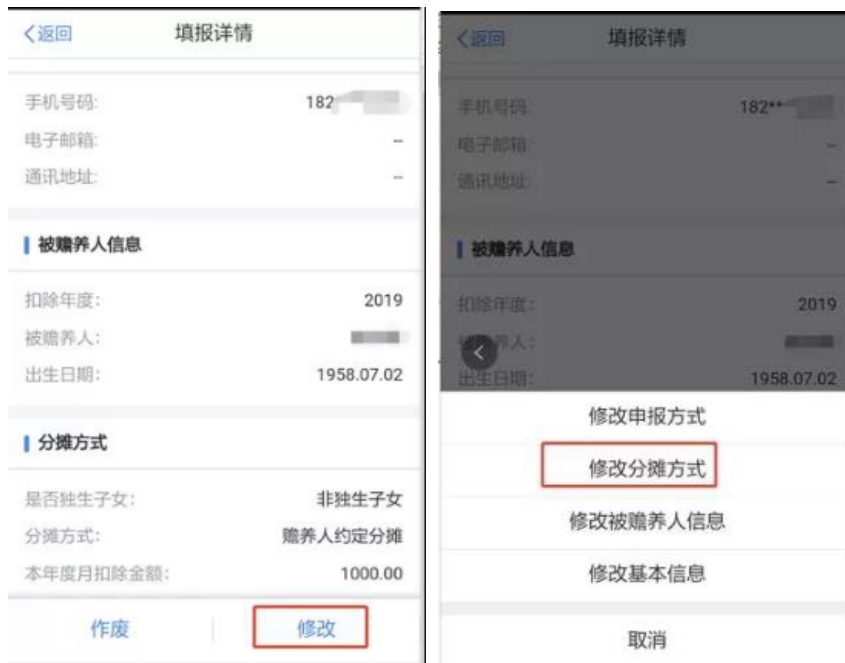 <返回
填报详情
手机号码:
182
电子邮箱:
--
通讯地址:
--
被赡养人信息
扣除年度:
2019
被赡养人:
出生日期:
1958.07.02
分摊方式
是否独生子女:
非独生子女
分摊方式:
赡养人约定分摊
本年度月扣除金额:
1000.00
作废
修改
<返回
填报详情
手机号码:
182**
电子邮箱:
--
通讯地址:
--
被赡养人信息
扣除年度:
2019
出生日期:
1958.07.02
修改申报方式
修改分摊方式
修改被赡养人信息
修改基本信息
取消